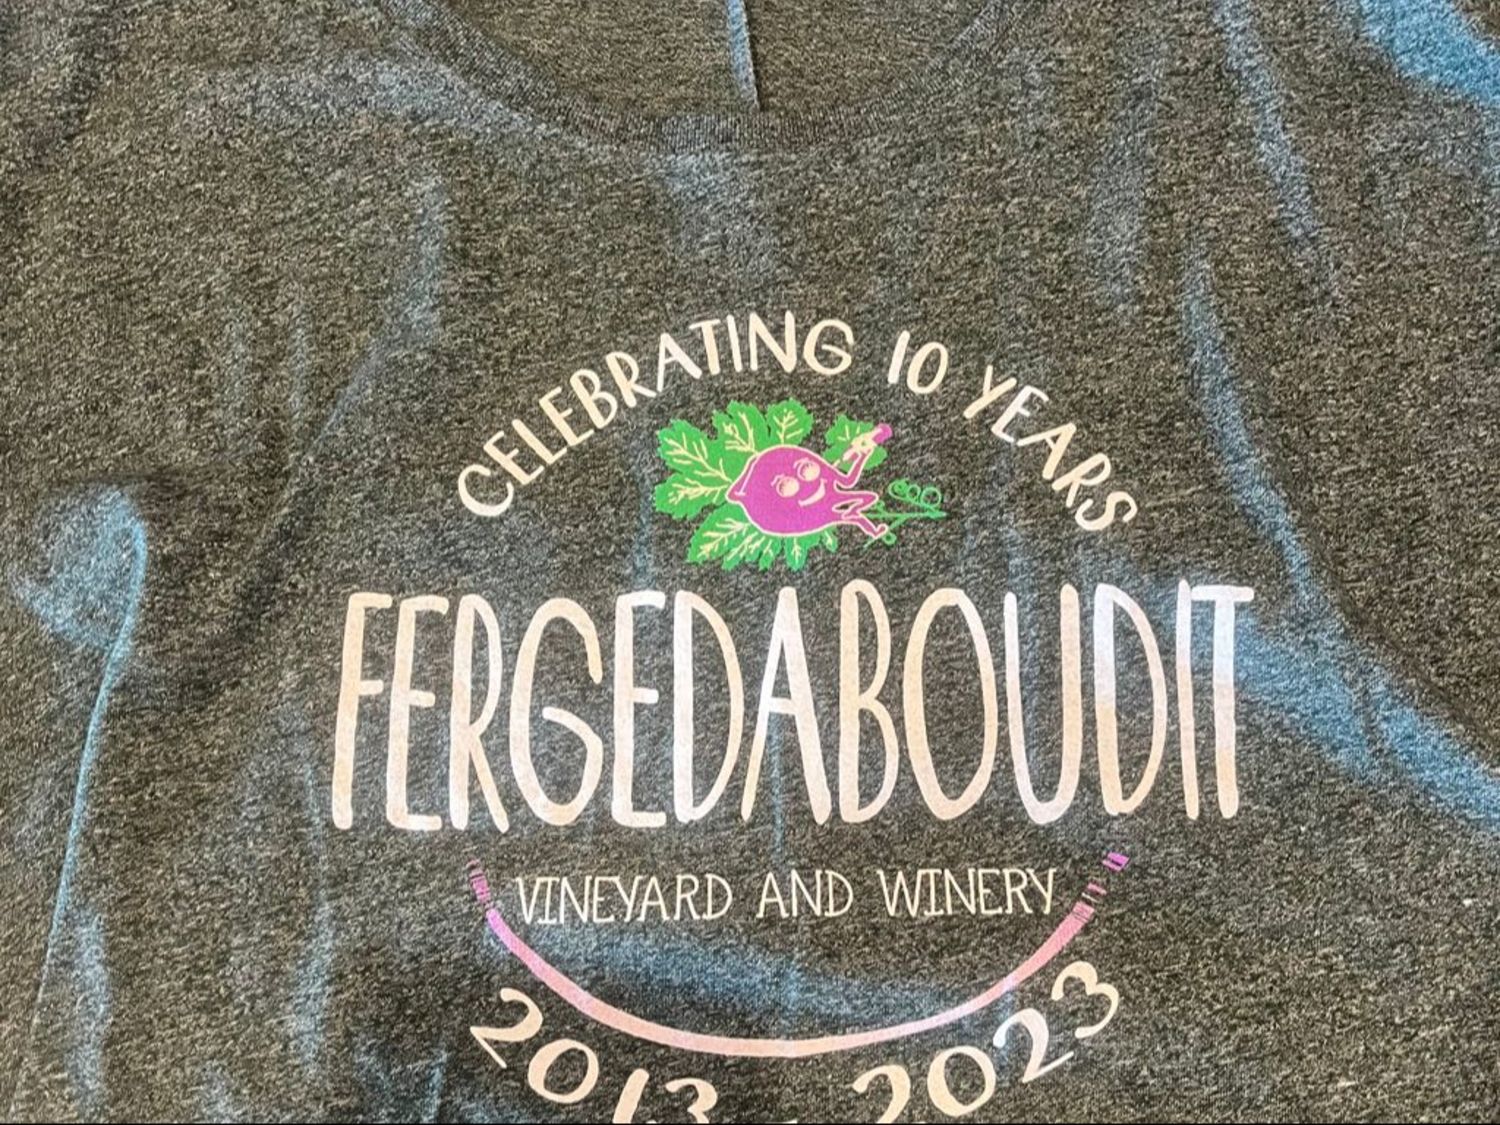 CELEBRATING 10 YEARS
FERGEDABOUDIT
VINEYARD AND WINERY
2013 - 2023